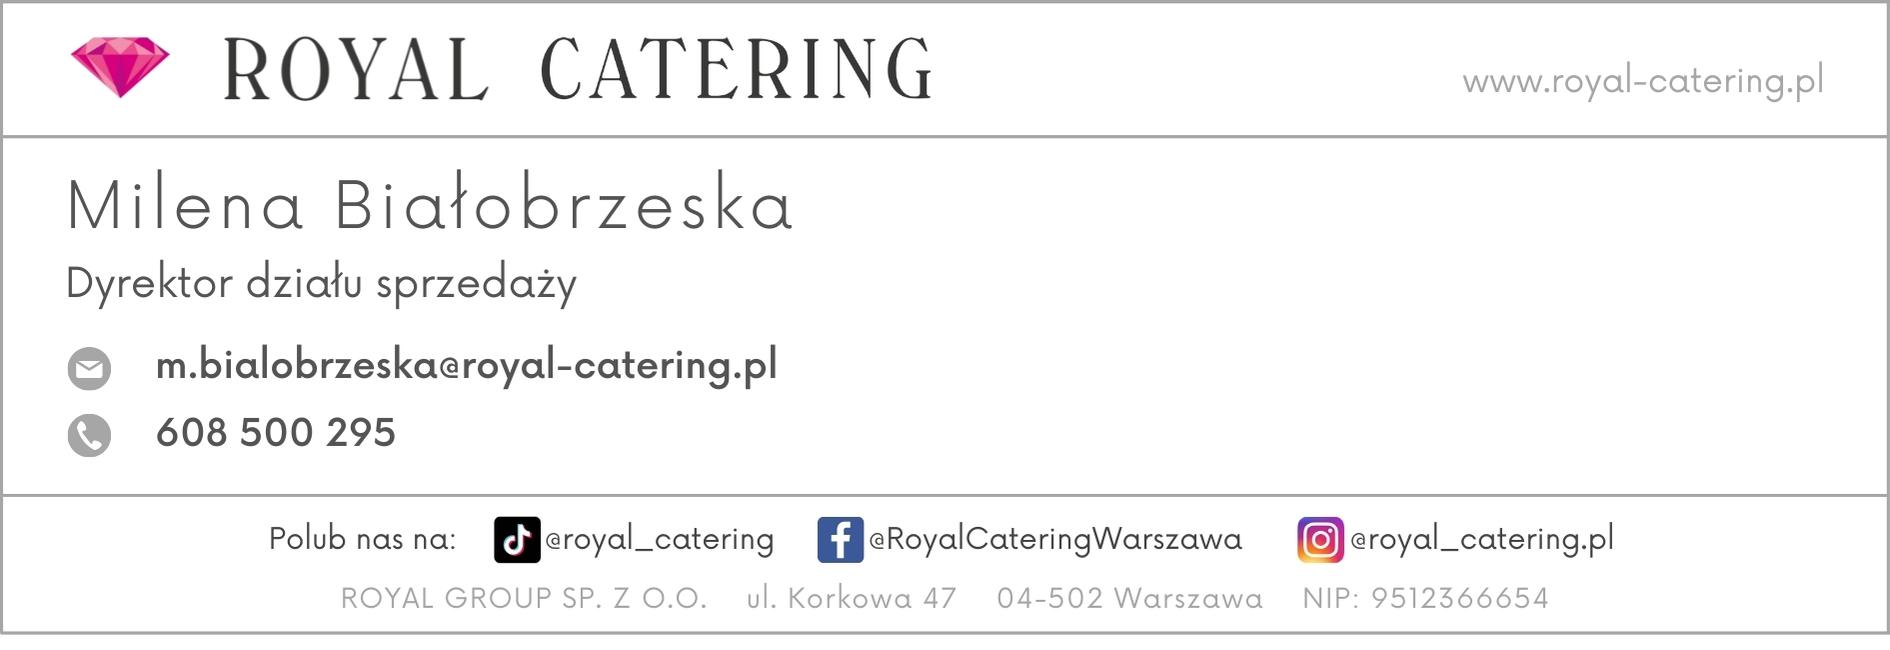 ROYAL CATERING
www.royal-catering.pl
Milena Białobrzeska
Dyrektor działu sprzedaży
m.bialobrzeska@royal-catering.pl
608 500 295
Polub nas na: @royal_catering @RoyalCateringWarszawa @royal_catering.pl
ROYAL GROUP SP. Z O.O. ul. Korkowa 47 04-502 Warszawa NIP: 9512366654